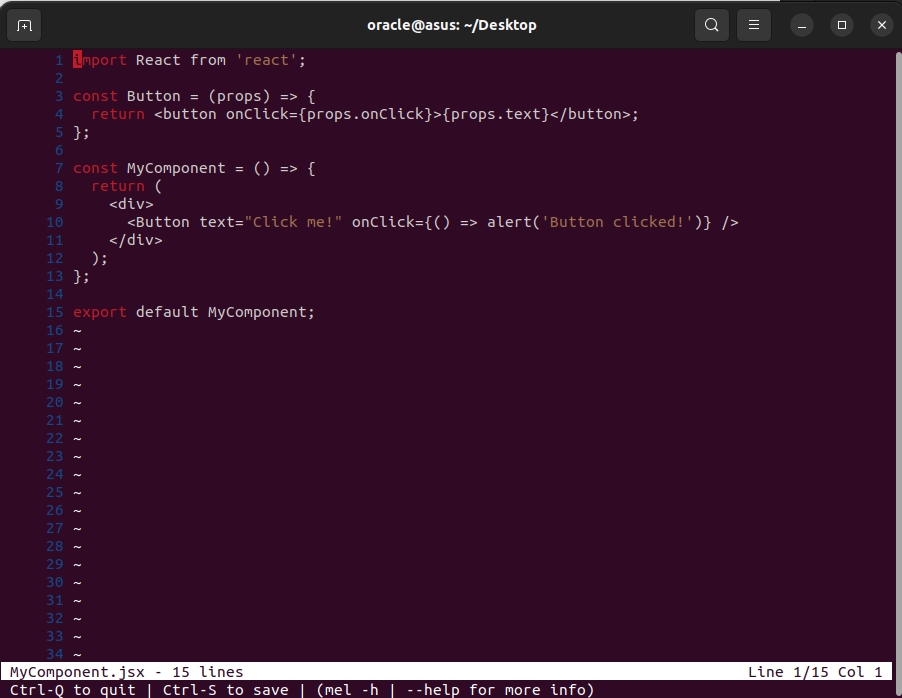 oracle@asus: ~/Desktop
1 import React from 'react';
2
3 const Button = (props) => {
4   return <button onClick={props.onClick}>{props.text}</button>;
5 };
6
7 const MyComponent = () => {
8   return (
9     <div>
10       <Button text="Click me!" onClick={() => alert('Button clicked!')} />
11     </div>
12   );
13 };
14
15 export default MyComponent;
16 ~
17 ~
18 ~
19 ~
20 ~
21 ~
22 ~
23 ~
24 ~
25 ~
26 ~
27 ~
28 ~
29 ~
30 ~
31 ~
32 ~
33 ~
34 ~
MyComponent.jsx - 15 lines Line 1/15 Col 1
Ctrl-Q to quit | Ctrl-S to save | (mel -h | --help for more info)